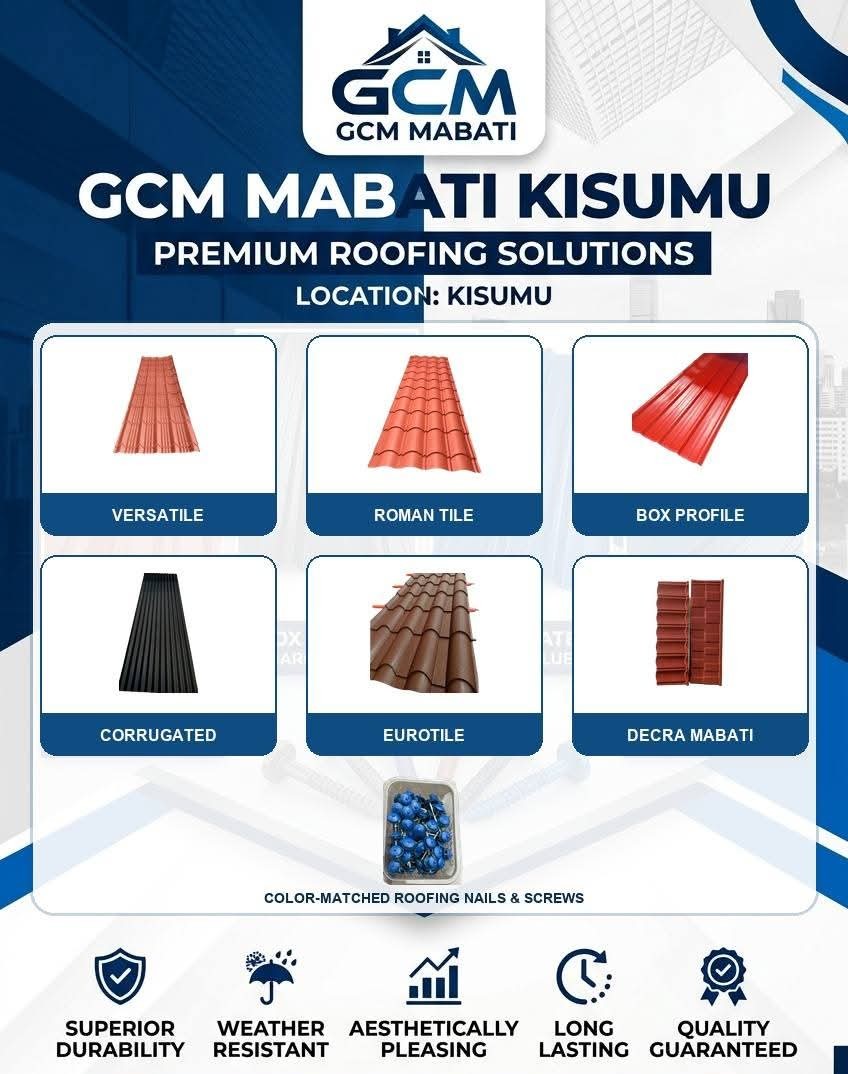 GCM
GCM MABATI
GCM MABATI KISUMU
PREMIUM ROOFING SOLUTIONS
LOCATION: KISUMU
VERSATILE
ROMAN TILE
BOX PROFILE
CORRUGATED
EUROTILE
DECRA MABATI
COLOR-MATCHED ROOFING NAILS & SCREWS
SUPERIOR
DURABILITY
WEATHER
RESISTANT
AESTHETICALLY
PLEASING
LONG
LASTING
QUALITY
GUARANTEED